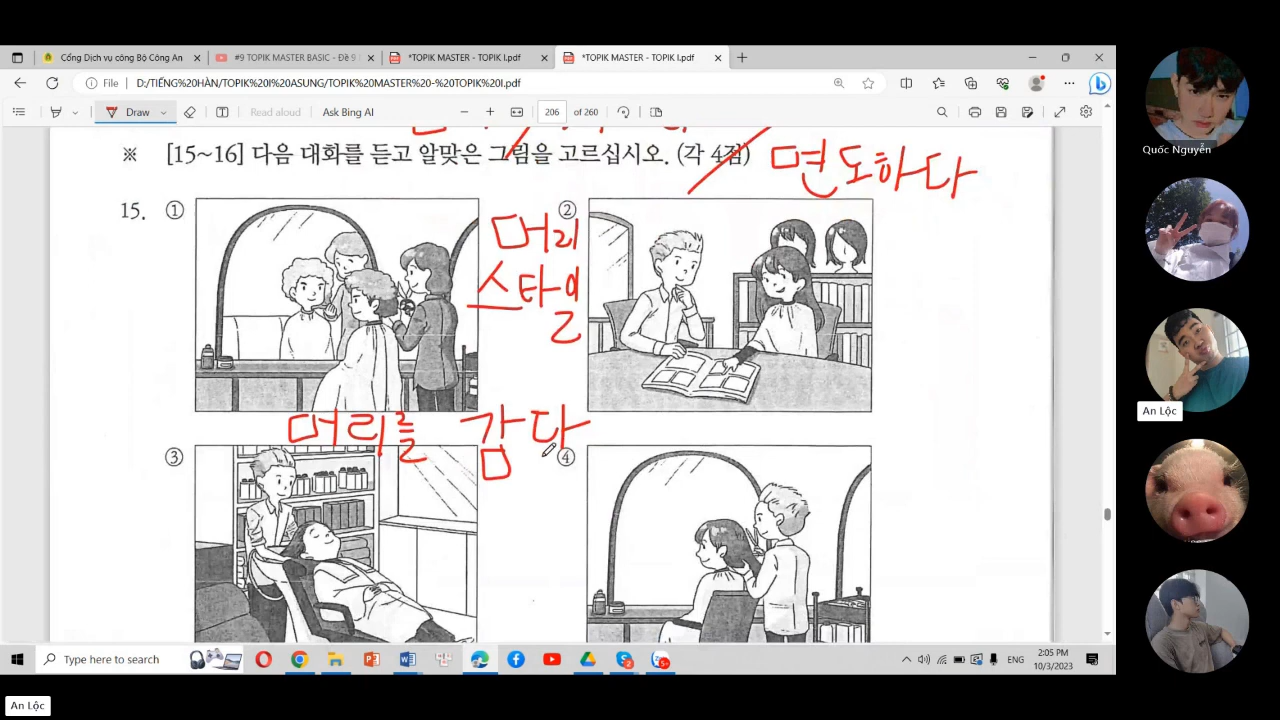 Cổng Dịch vụ công Bộ Công An
#9 TOPIK MASTER BASIC - Đề 9
*TOPIK MASTER - TOPIK I.pdf
*TOPIK MASTER - TOPIK I.pdf
File
D:/TIẾNG%20HÀN/TOPIK%20I%20ASUNG/TOPIK%20MASTER%20-%20TOPIK%20I.pdf
Draw
Read aloud
Ask Bing AI
206 of 260
※ [15~16] 다음 대화를 듣고 알맞은 그림을 고르십시오. (각 4점)
면도하다
15. ①
②
머리
스타일
머리를 감다
③
④
Type here to search
ENG
2:05 PM
10/3/2023
Quốc Nguyễn
An Lộc
An Lộc